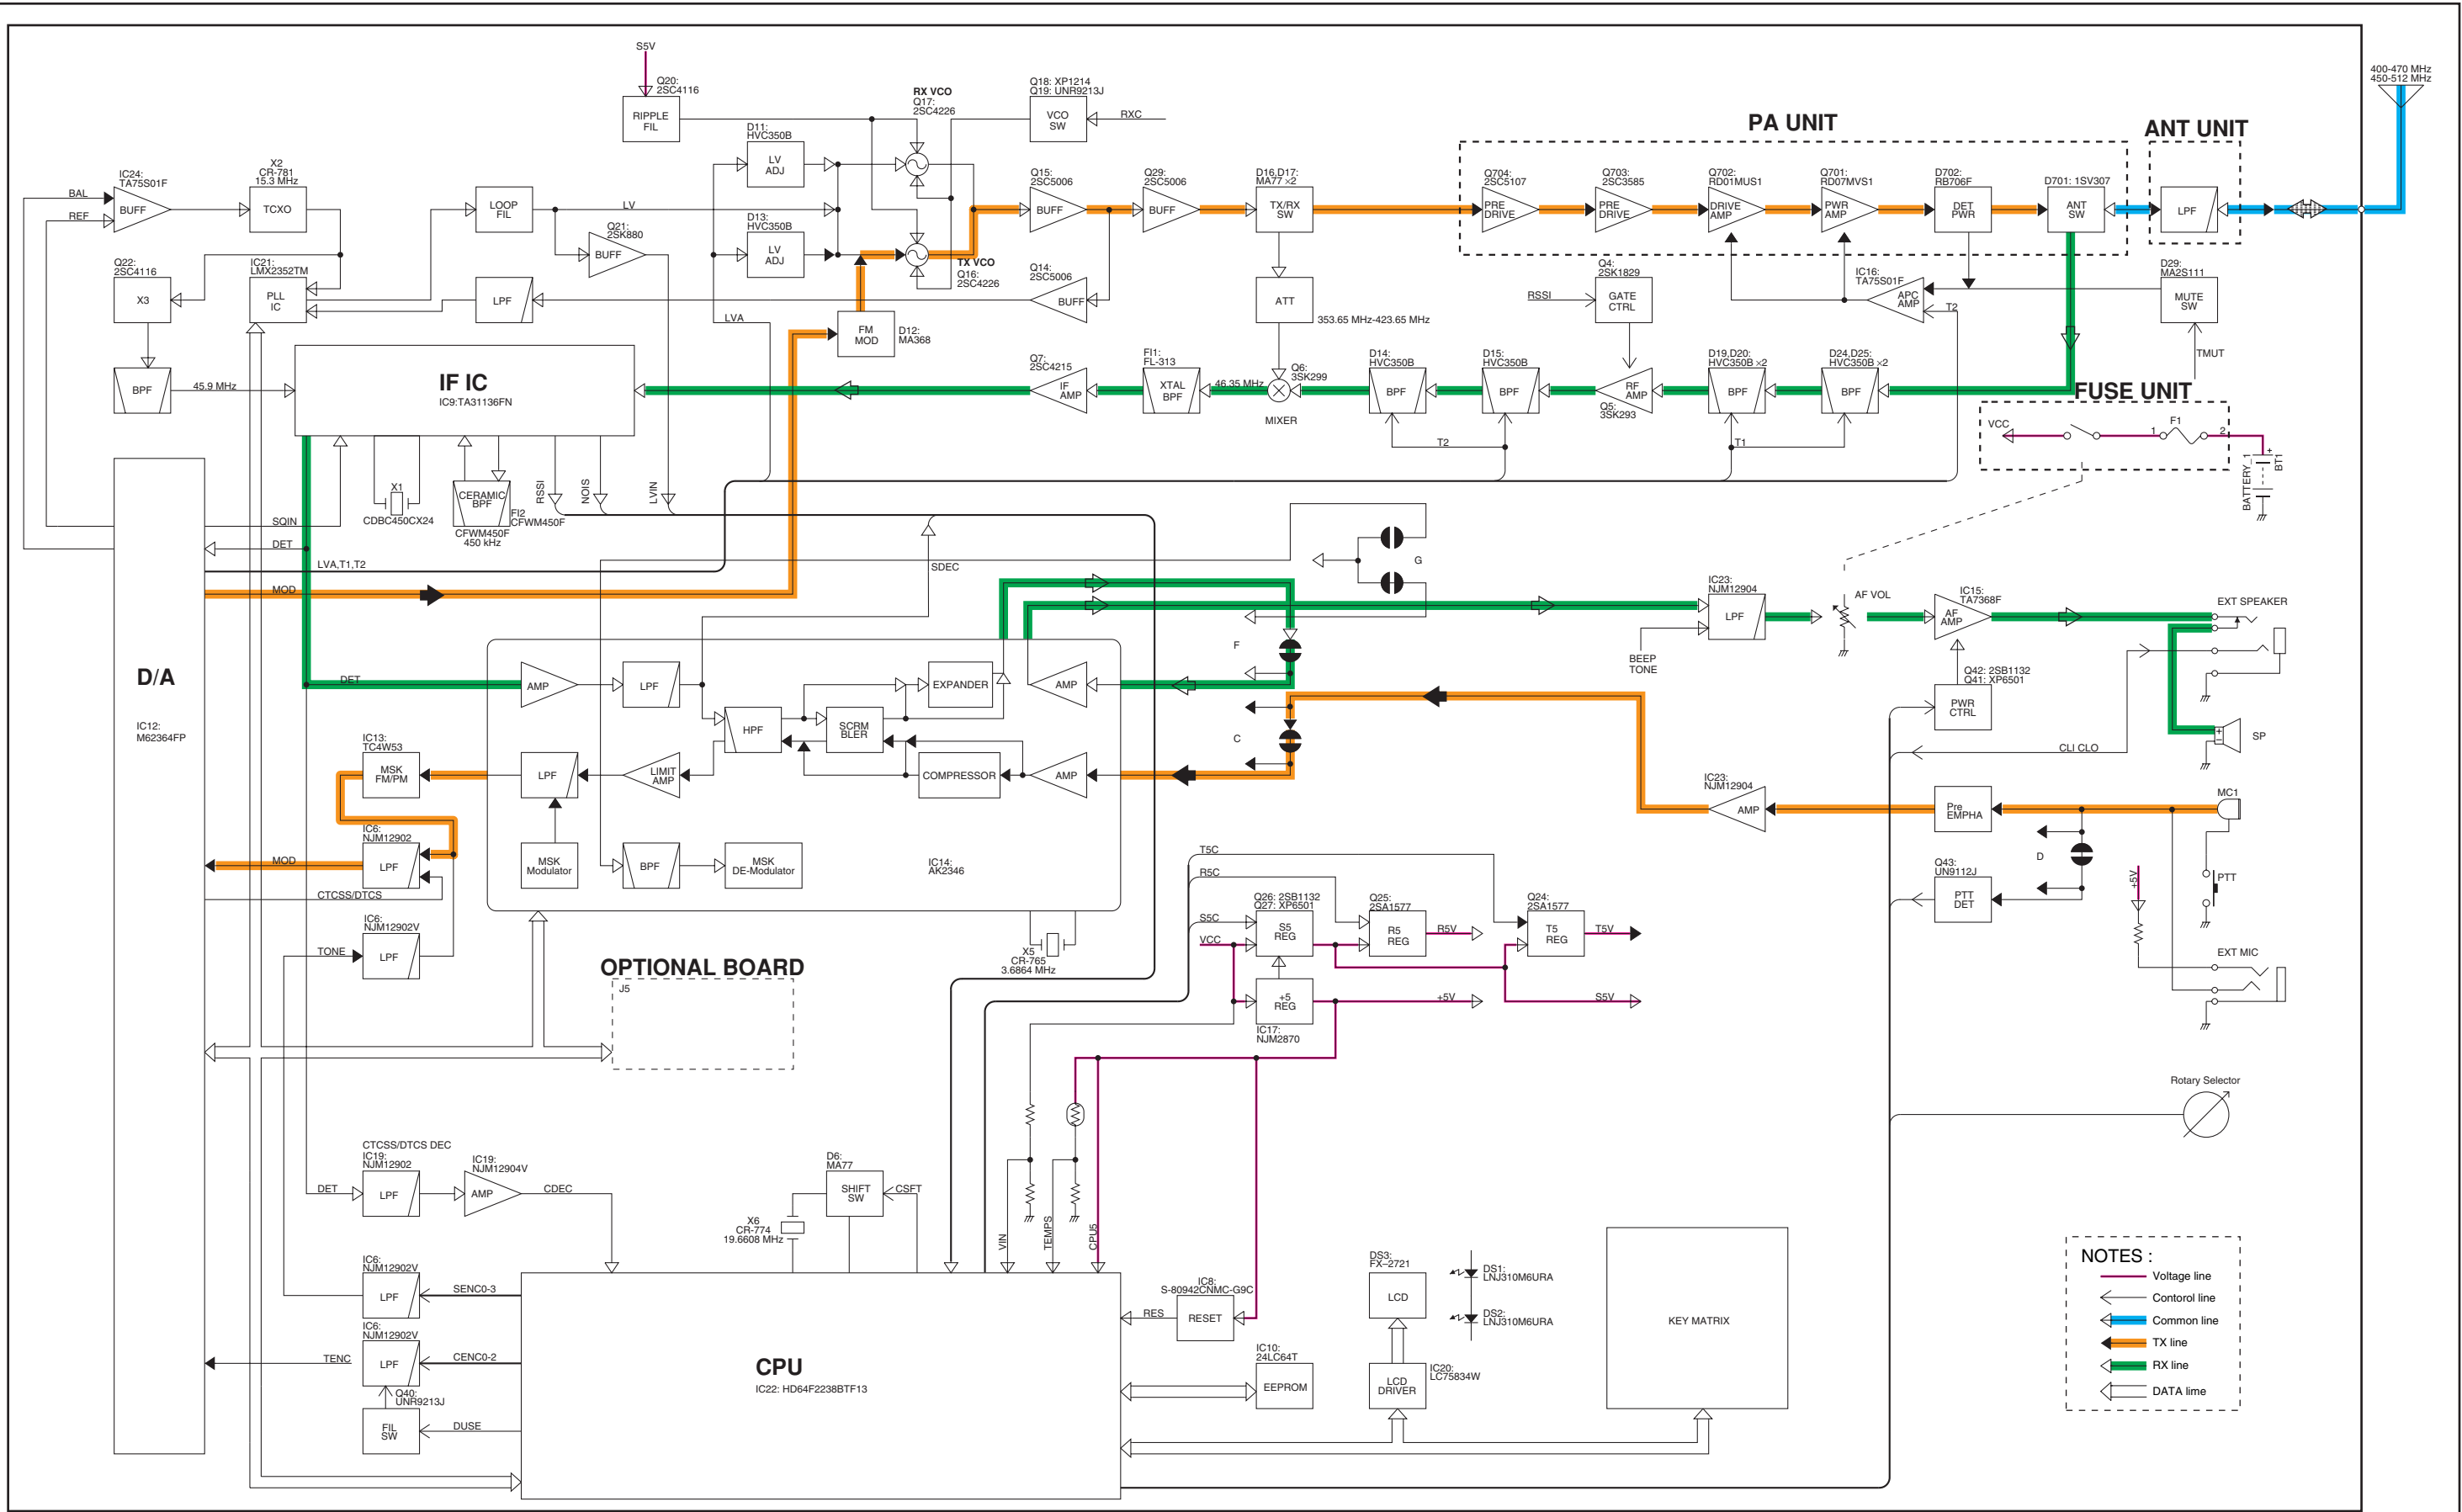 S5V
Q20:
2SC4116
RIPPLE
FIL
RX VCO
Q17:
2SC4226
Q18: XP1214
Q19: UNR9213J
VCO
SW
RXC
400-470 MHz
450-512 MHz
PA UNIT
ANT UNIT
BAL
REF
IC24:
TA75S01F
BUFF
X2
CR-781
15.3 MHz
TCXO
LOOP
FIL
LV
D11:
HVC350B
LV
ADJ
D13:
HVC350B
LV
ADJ
Q21:
2SK880
BUFF
TX VCO
Q16:
2SC4226
Q15:
2SC5006
BUFF
Q29:
2SC5006
BUFF
D16,D17:
MA77 ×2
TX/RX
SW
Q704:
2SC5107
PRE
DRIVE
Q703:
2SC3585
PRE
DRIVE
Q702:
RD01MUS1
DRIVE
AMP
Q701:
RD07MVS1
PWR
AMP
D702:
RB706F
DET
PWR
D701: 1SV307
ANT
SW
LPF
Q22:
2SC4116
X3
IC21:
LMX2352TM
PLL
IC
LPF
Q14:
2SC5006
BUFF
ATT
353.65 MHz-423.65 MHz
RSSI
Q4:
2SK1829
GATE
CTRL
IC16:
TA75S01F
APC
AMP
T2
D29:
MA2S111
MUTE
SW
TMUT
LVA
FM
MOD
D12:
MA368
BPF
45.9 MHz
IF IC
IC9:TA31136FN
Q7:
2SC4215
IF
AMP
FI1:
FL-313
XTAL
BPF
46.35 MHz
Q6:
3SK299
MIXER
D14:
HVC350B
BPF
D15:
HVC350B
BPF
RF
AMP
Q5:
3SK293
D19,D20:
HVC350B ×2
BPF
D24,D25:
HVC350B ×2
BPF
T2
T1
FUSE UNIT
VCC
1
F1
2
BATTERY_1
+
BT1
X1
CDBC450CX24
CERAMIC
BPF
FI2
CFWM450F
CFWM450F
450 kHz
RSSI
NOIS
LVIN
SQIN
DET
LVA,T1,T2
MOD
SDEC
G
D/A
IC12:
M62364FP
DET
AMP
LPF
EXPANDER
AMP
HPF
SCRM
BLER
LPF
LIMIT
AMP
COMPRESSOR
AMP
MSK
Modulator
BPF
MSK
DE-Modulator
IC14:
AK2346
F
C
IC23:
NJM12904
LPF
BEEP
TONE
AF VOL
IC15:
TA7368F
AF
AMP
EXT SPEAKER
Q42: 2SB1132
Q41: XP6501
PWR
CTRL
CLI CLO
+
−
SP
IC23:
NJM12904
AMP
Pre
EMPHA
MC1
D
Q43:
UN9112J
PTT
DET
+5V
PTT
EXT MIC
IC13:
TC4W53
MSK
FM/PM
IC6:
NJM12902
LPF
MOD
CTCSS/DTCS
IC6:
NJM12902V
LPF
TONE
OPTIONAL BOARD
J5
X5
CR-765
3.6864 MHz
T5C
R5C
S5C
VCC
Q26: 2SB1132
Q27: XP6501
S5
REG
Q25:
2SA1577
R5
REG
R5V
Q24:
2SA1577
T5
REG
T5V
+5
REG
IC17:
NJM2870
+5V
S5V
Rotary Selector
CTCSS/DTCS DEC
IC19:
NJM12902
LPF
DET
IC19:
NJM12904V
AMP
CDEC
D6:
MA77
SHIFT
SW
CSFT
X6
CR-774
19.6608 MHz
VIN
TEMPS
CPU5
IC6:
NJM12902V
LPF
SENC0-3
IC6:
NJM12902V
LPF
CENC0-2
TENC
Q40:
UNR9213J
FIL
SW
DUSE
CPU
IC22: HD64F2238BTF13
IC8:
S-80942CNMC-G9C
RESET
RES
IC10:
24LC64T
EEPROM
DS3:
FX–2721
LCD
DS1:
LNJ310M6URA
DS2:
LNJ310M6URA
LCD
DRIVER
IC20:
LC75834W
KEY MATRIX
NOTES :
Voltage line
Contorol line
Common line
TX line
RX line
DATA lime